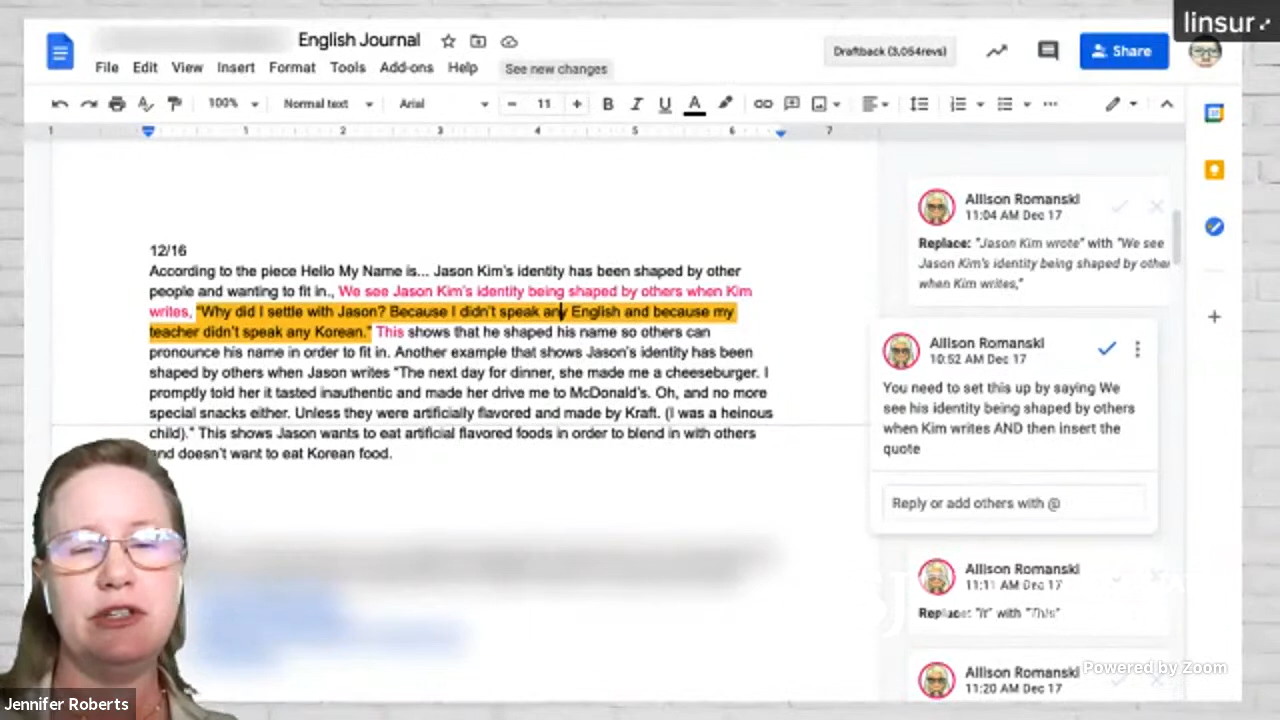 linsur
English Journal
Draftback (3,054revs)
Share
File Edit View Insert Format Tools Add-ons Help See new changes
100% Normal text Arial - 11 + B I U A
1 1 2 3 4 5 6 7
12/16
According to the piece Hello My Name is... Jason Kim's identity has been shaped by other
people and wanting to fit in., We see Jason Kim's identity being shaped by others when Kim
writes, "Why did I settle with Jason? Because I didn't speak any English and because my
teacher didn't speak any Korean." This shows that he shaped his name so others can
pronounce his name in order to fit in. Another example that shows Jason's identity has been
shaped by others when Jason writes "The next day for dinner, she made me a cheeseburger. I
promptly told her it tasted inauthentic and made her drive me to McDonald's. Oh, and no more
special snacks either. Unless they were artificially flavored and made by Kraft. (I was a heinous
child)." This shows Jason wants to eat artificial flavored foods in order to blend in with others
and doesn't want to eat Korean food.
Allison Romanski
11:04 AM Dec 17
Replace: "Jason Kim wrote" with "We see
Jason Kim's identity being shaped by other
when Kim writes,"
Allison Romanski
10:52 AM Dec 17
You need to set this up by saying We
see his identity being shaped by others
when Kim writes AND then insert the
quote
Reply or add others with @
Allison Romanski
11:11 AM Dec 17
Replace: "It" with "This"
Allison Romanski
11:20 AM Dec 17
Powered by Zoom
Jennifer Roberts